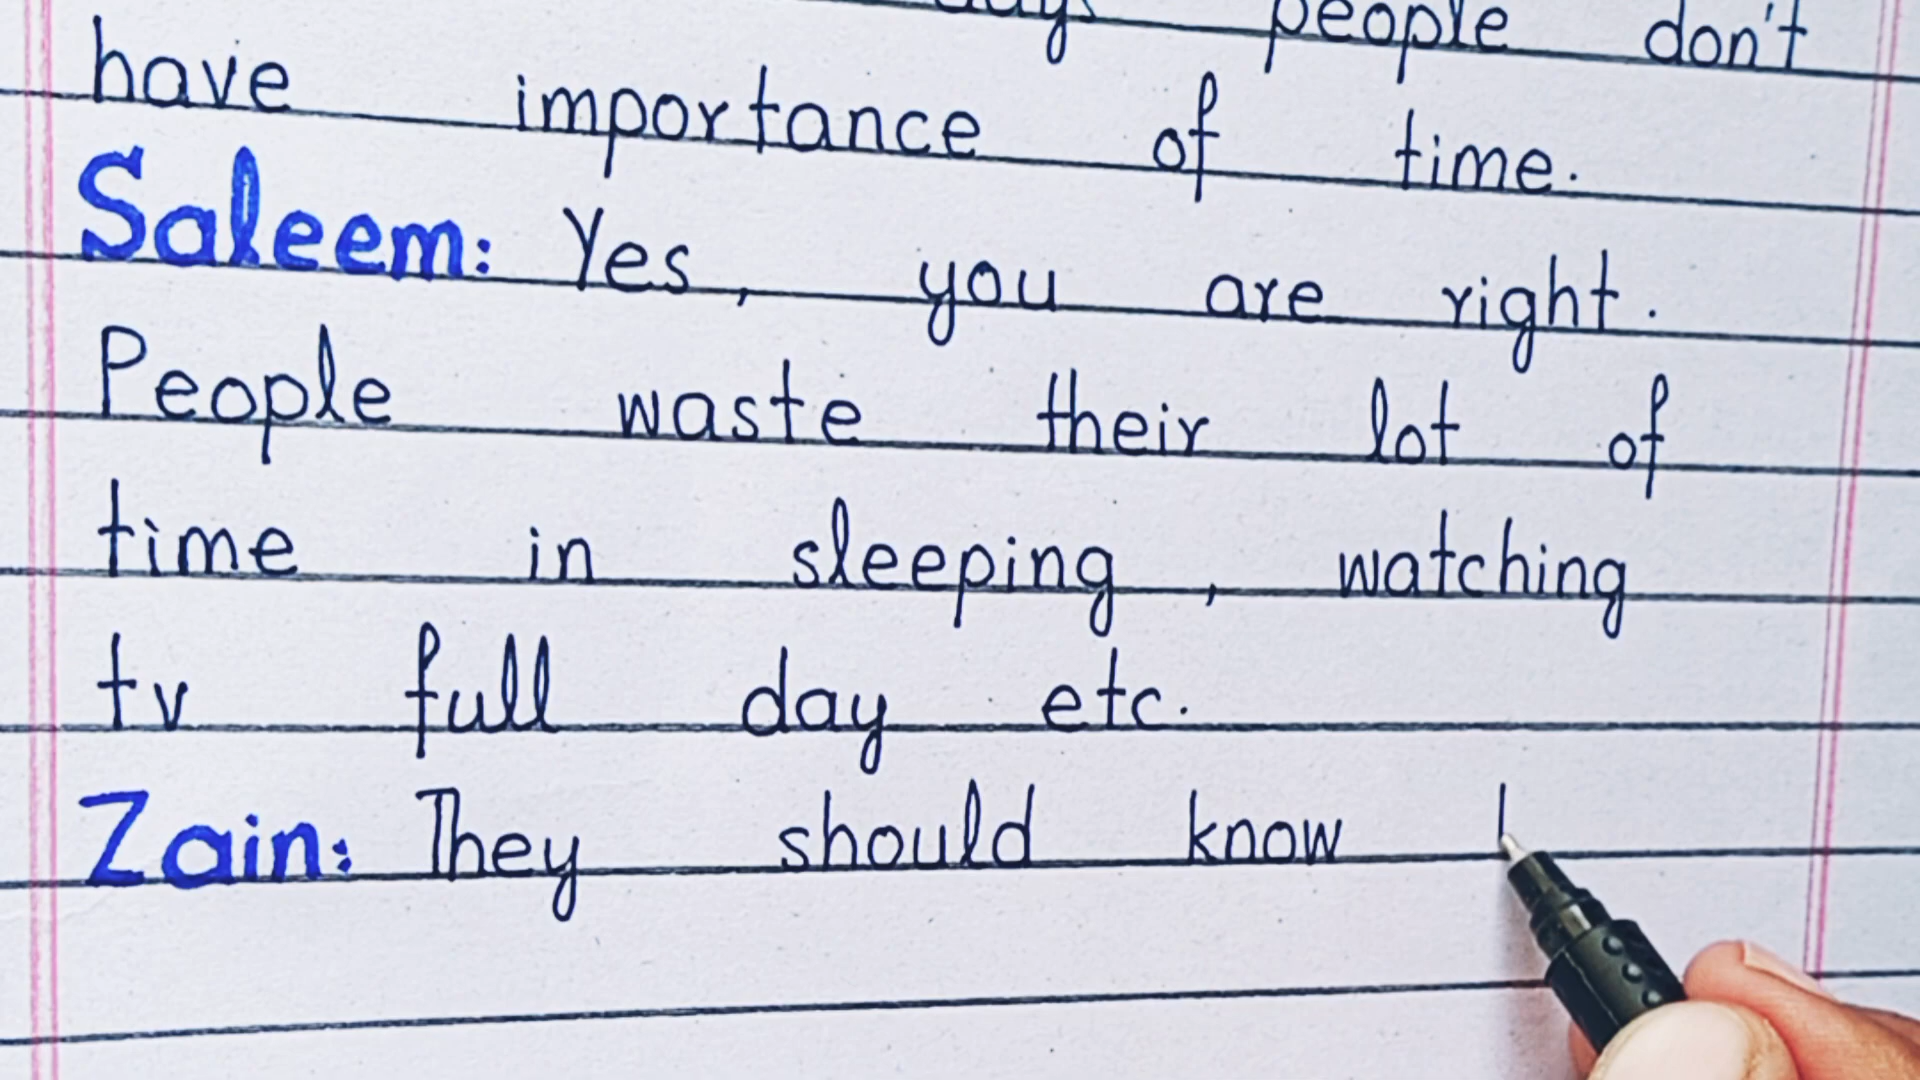 people don't
have importance of time.
Saleem: Yes, you are right.
People waste their lot of
time in sleeping, watching
tv full day etc.
Zain: They should know